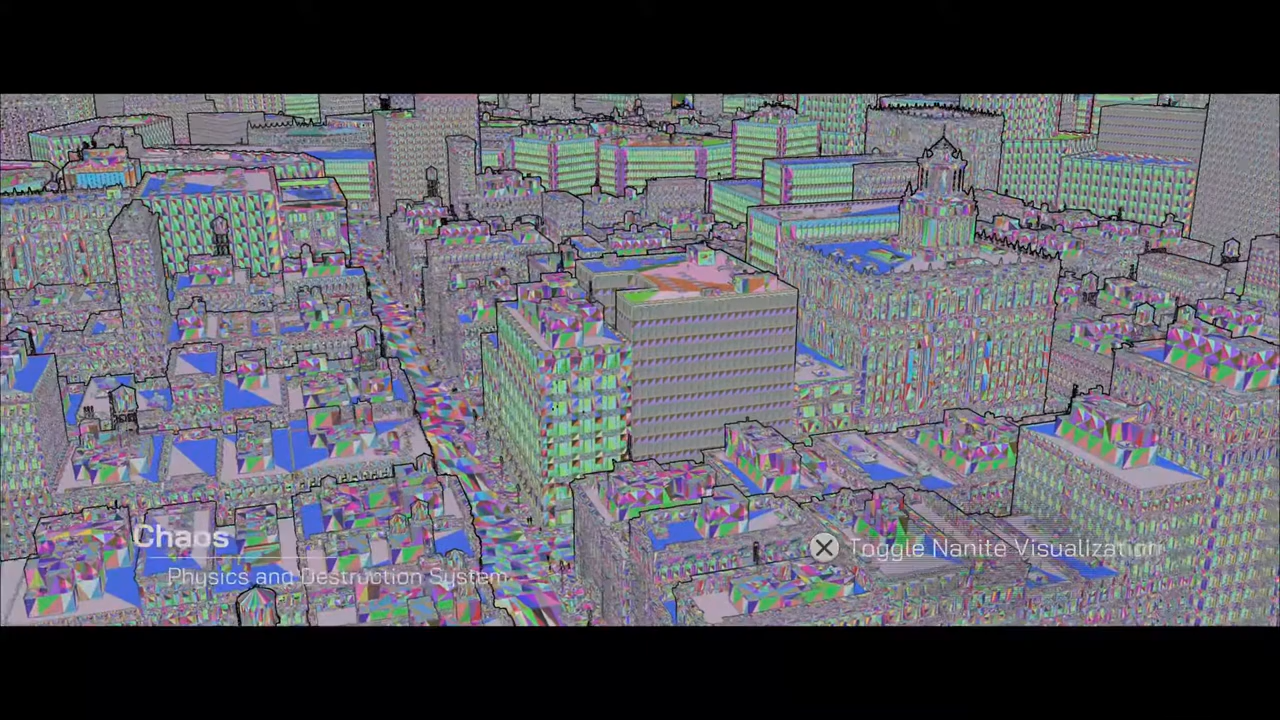 Chaos
Physics and Destruction System
Toggle Nanite Visualization